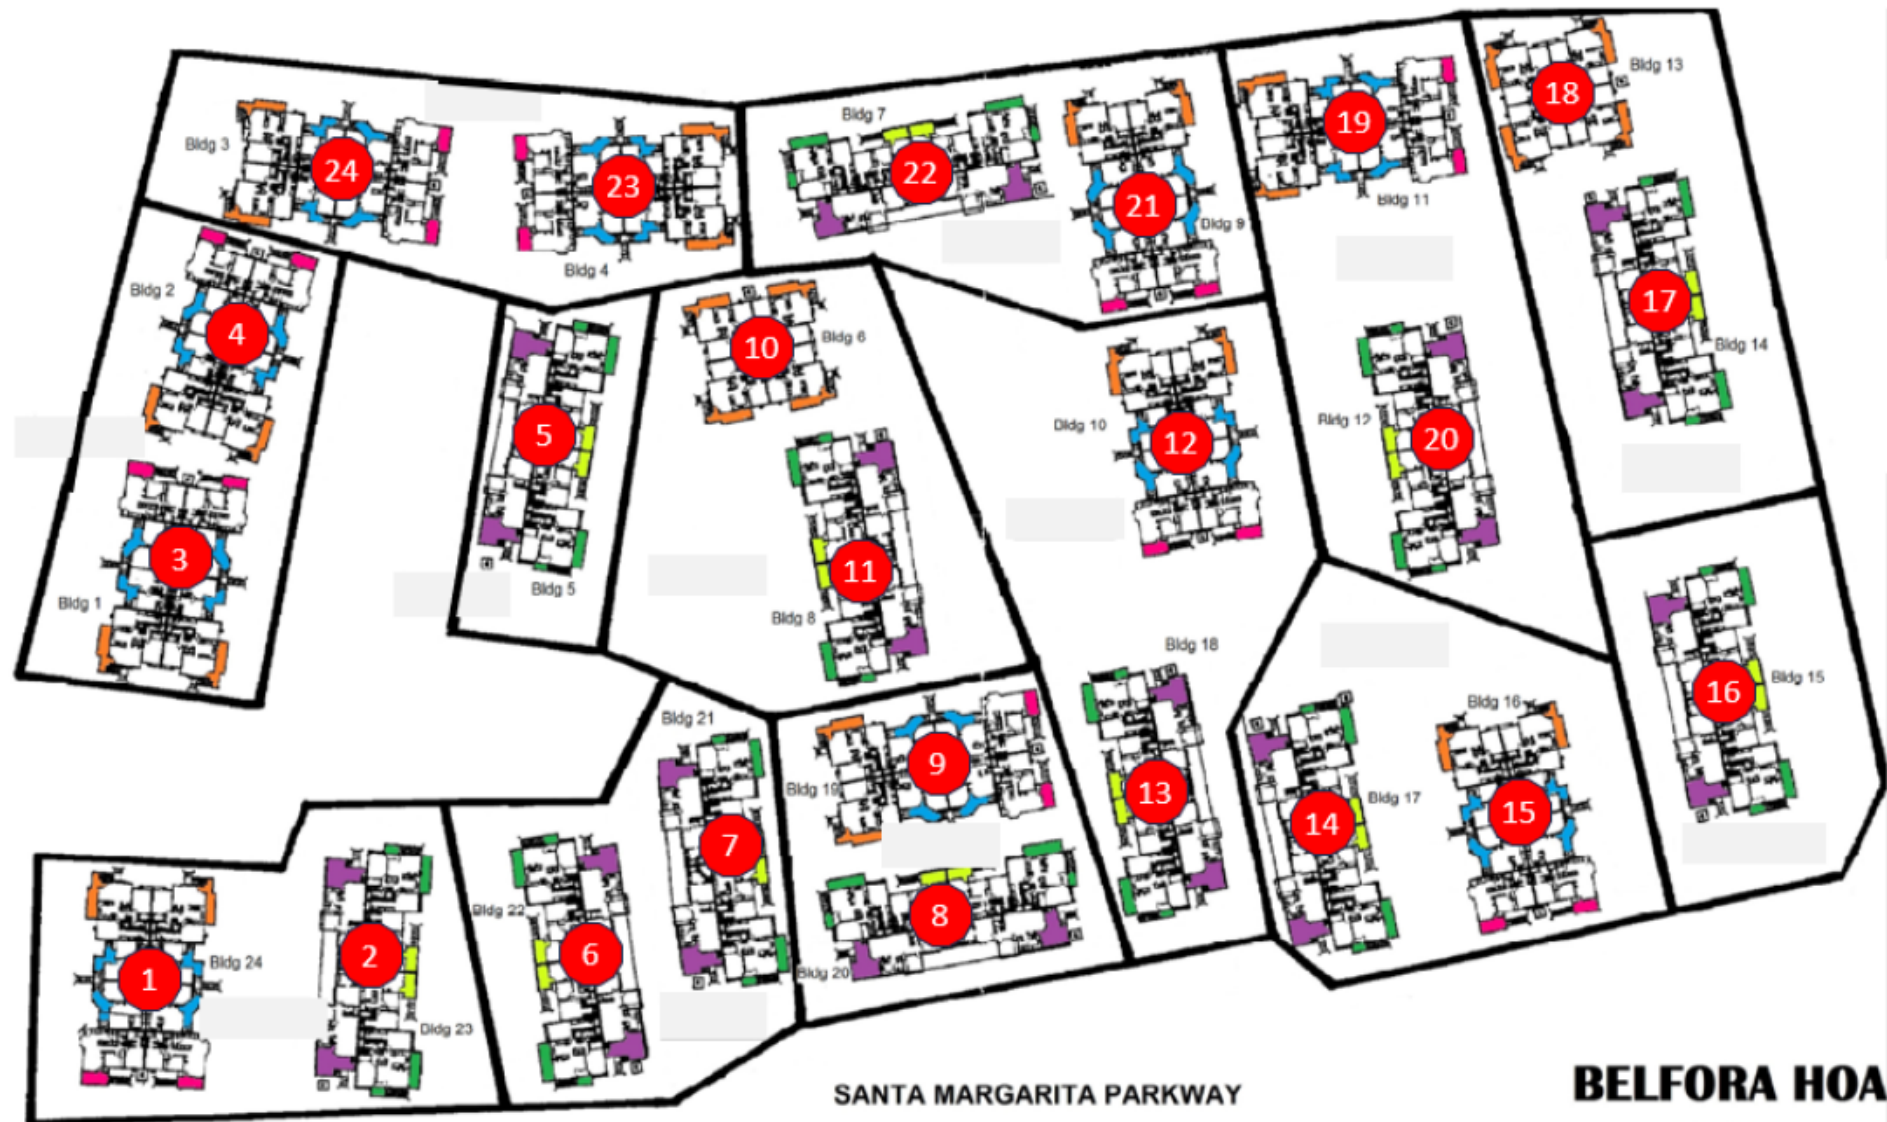 Bldg 13
18
Bldg 7
19
Bldg 3
24
23
22
21
Bldg 11
Bldg 9
Bldg 4
Bldg 2
4
10
Bldg 6
17
Bldg 14
5
12
Bldg 10
Bldg 12
20
3
11
Bldg 5
Bldg 1
Bldg 8
Bldg 18
16
Bldg 15
Bldg 21
Bldg 16
9
Bldg 19
13
Bldg 17
14
15
7
Bldg 22
8
2
6
Bldg 24
1
Bldg 20
Bldg 23
SANTA MARGARITA PARKWAY
BELFORA HOA